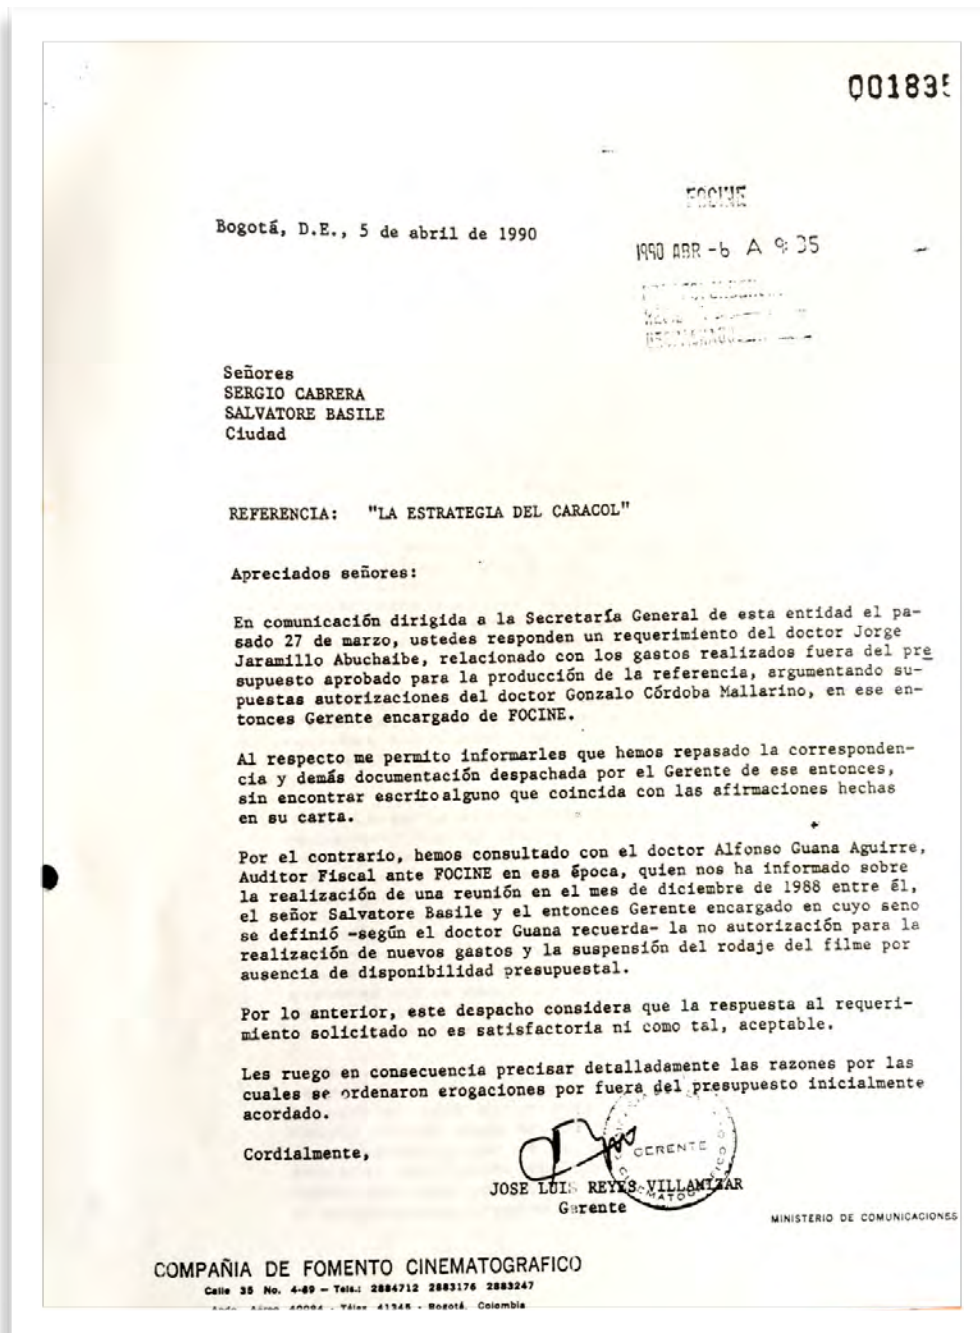 00183
FOCINE
Bogotá, D.E., 5 de abril de 1990
1990 ABR -6 A 9:35
Señores
SERGIO CABRERA
SALVATORE BASILE
Ciudad
REFERENCIA: "LA ESTRATEGIA DEL CARACOL"
Apreciados señores:
En comunicación dirigida a la Secretaría General de esta entidad el pa-
sado 27 de marzo, ustedes responden un requerimiento del doctor Jorge
Jaramillo Abuchaibe, relacionado con los gastos realizados fuera del pre
supuesto aprobado para la producción de la referencia, argumentando su-
puestas autorizaciones del doctor Gonzalo Córdoba Mallarino, en ese en-
tonces Gerente encargado de FOCINE.
Al respecto me permito informarles que hemos repasado la corresponden-
cia y demás documentación despachada por el Gerente de ese entonces,
sin encontrar escrito alguno que coincida con las afirmaciones hechas
en su carta.
Por el contrario, hemos consultado con el doctor Alfonso Guana Aguirre,
Auditor Fiscal ante FOCINE en esa época, quien nos ha informado sobre
la realización de una reunión en el mes de diciembre de 1988 entre él,
el señor Salvatore Basile y el entonces Gerente encargado en cuyo seno
se definió -según el doctor Guana recuerda- la no autorización para la
realización de nuevos gastos y la suspensión del rodaje del filme por
ausencia de disponibilidad presupuestal.
Por lo anterior, este despacho considera que la respuesta al requeri-
miento solicitado no es satisfactoria ni como tal, aceptable.
Les ruego en consecuencia precisar detalladamente las razones por las
cuales se ordenaron erogaciones por fuera del presupuesto inicialmente
acordado.
Cordialmente,
GERENTE
JOSE LUIS REYES VILLAMIZAR
Gerente
MINISTERIO DE COMUNICACIONES
COMPAÑIA DE FOMENTO CINEMATOGRAFICO
Calle 35 No. 4-89 - Tels.: 2884712 2883176 2883247
Bogotá, Colombia